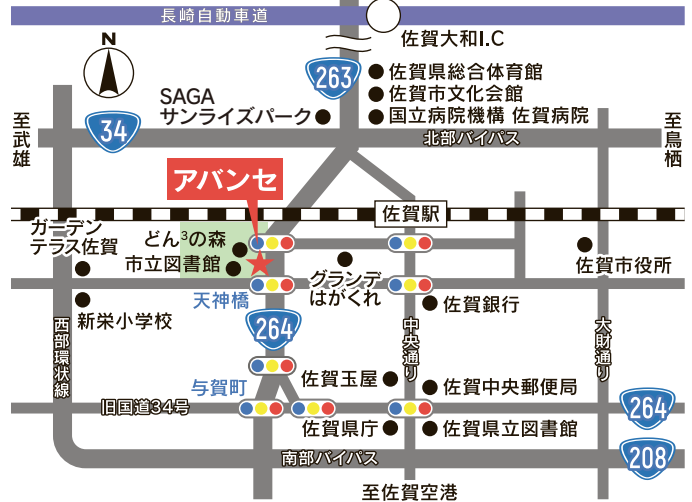 長崎自動車道
N
佐賀大和I.C
263
佐賀県総合体育館
佐賀市文化会館
国立病院機構 佐賀病院
SAGA
サンライズパーク
至武雄
34
北部バイパス
至鳥栖
アバンセ
佐賀駅
ガーデン
テラス佐賀
どん³の森
市立図書館
グランデ
はがくれ
佐賀市役所
天神橋
新栄小学校
佐賀銀行
西部環状線
264
中央通り
大財通り
与賀町
佐賀玉屋
佐賀中央郵便局
旧国道34号
264
佐賀県庁
佐賀県立図書館
南部バイパス
208
至佐賀空港